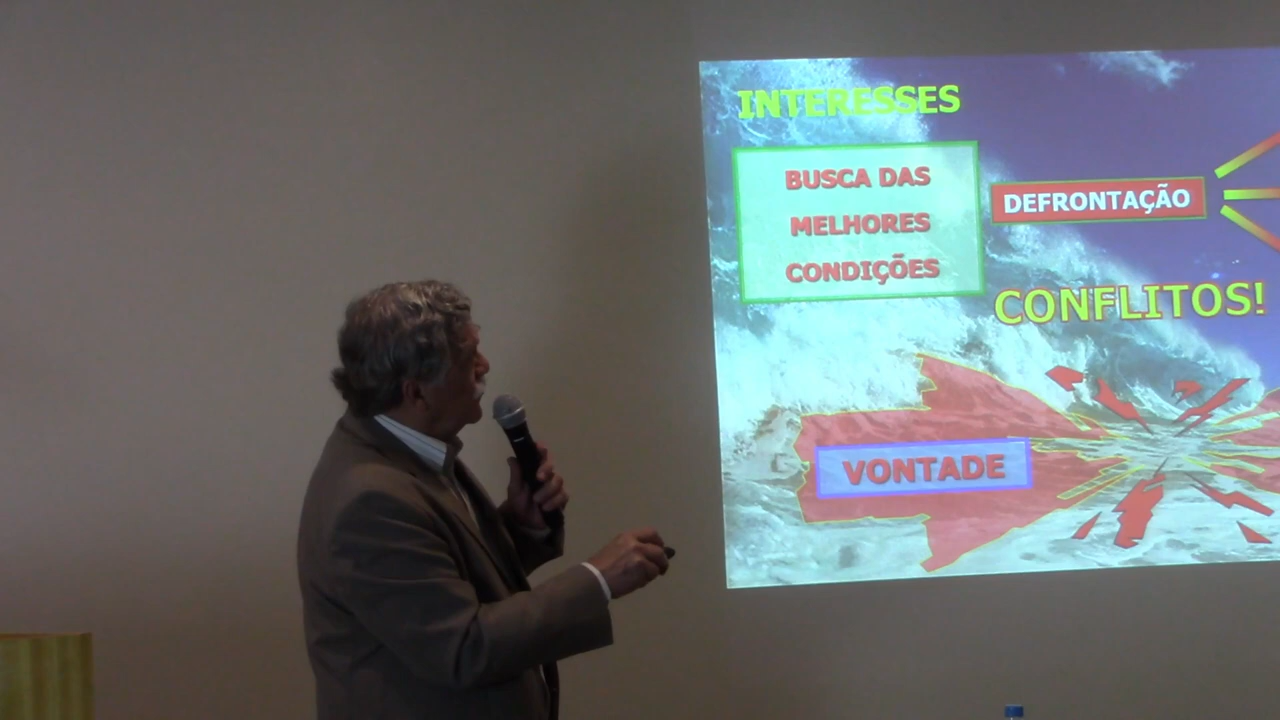 INTERESSES
BUSCA DAS
MELHORES
CONDIÇÕES
DEFRONTAÇÃO
CONFLITOS!
VONTADE